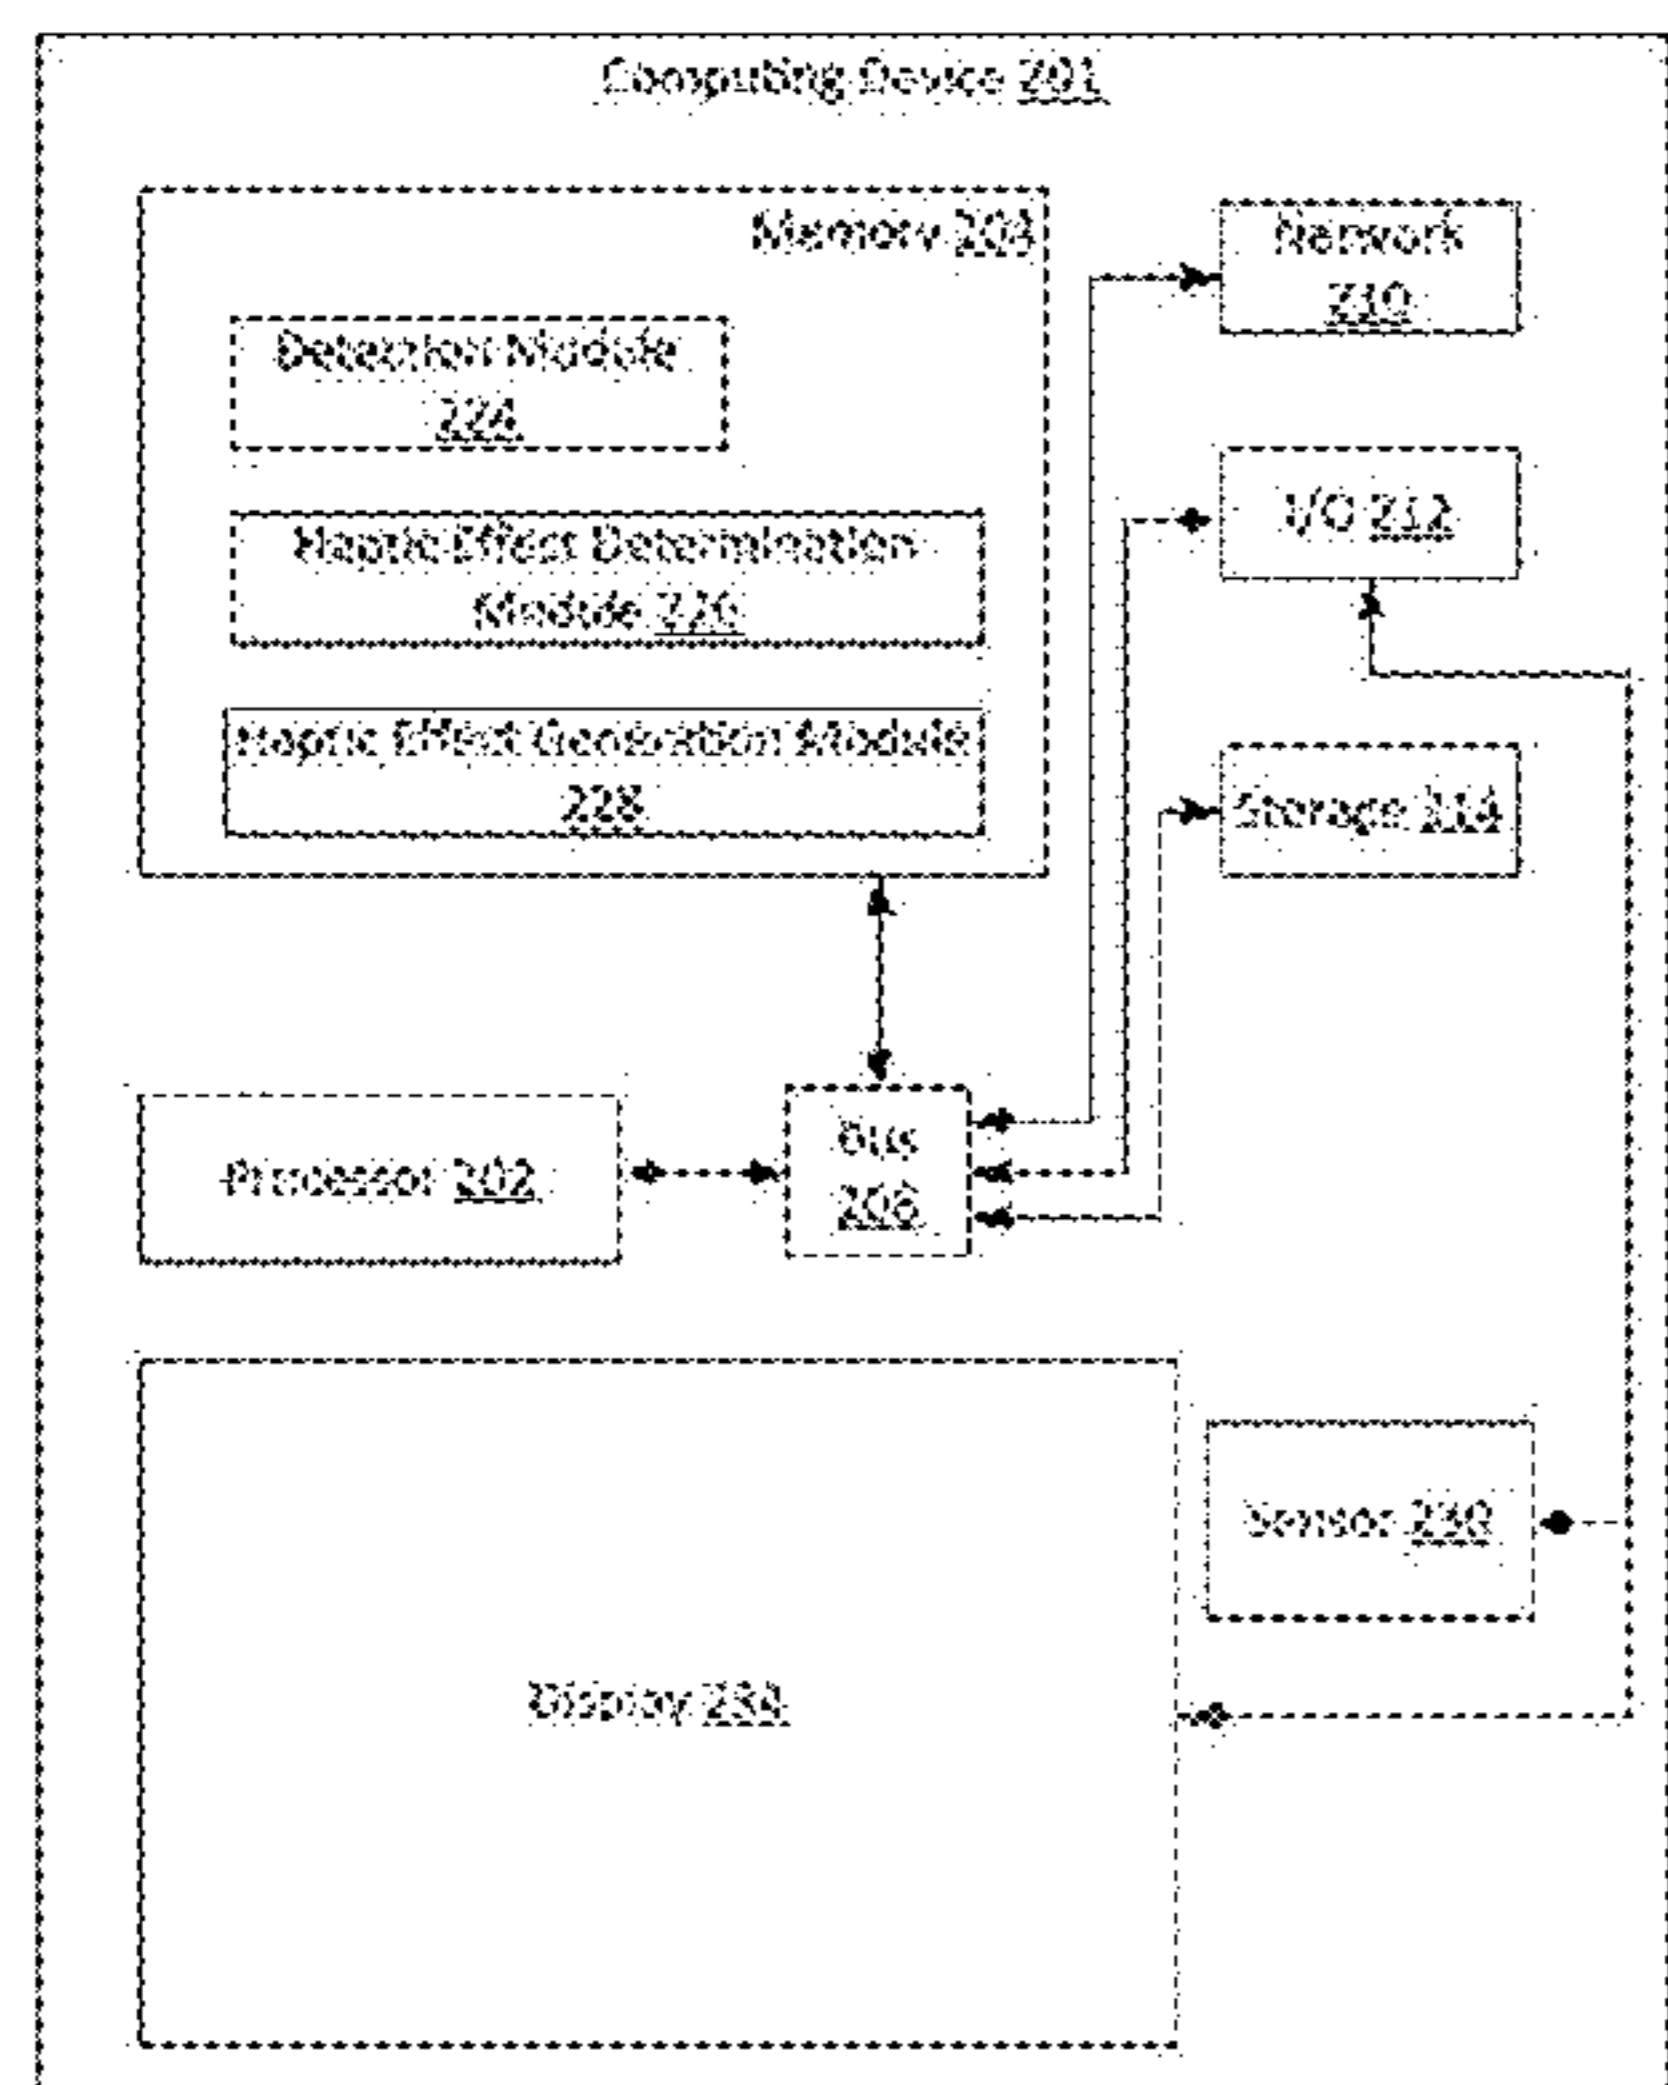 Computing Device 201
Memory 204
Detection Module
224
Haptic Effect Determination
Module 226
Haptic Effect Generation Module
228
Network
210
I/O 212
Storage 214
Processor 202
Bus
206
Sensor 230
Display 234